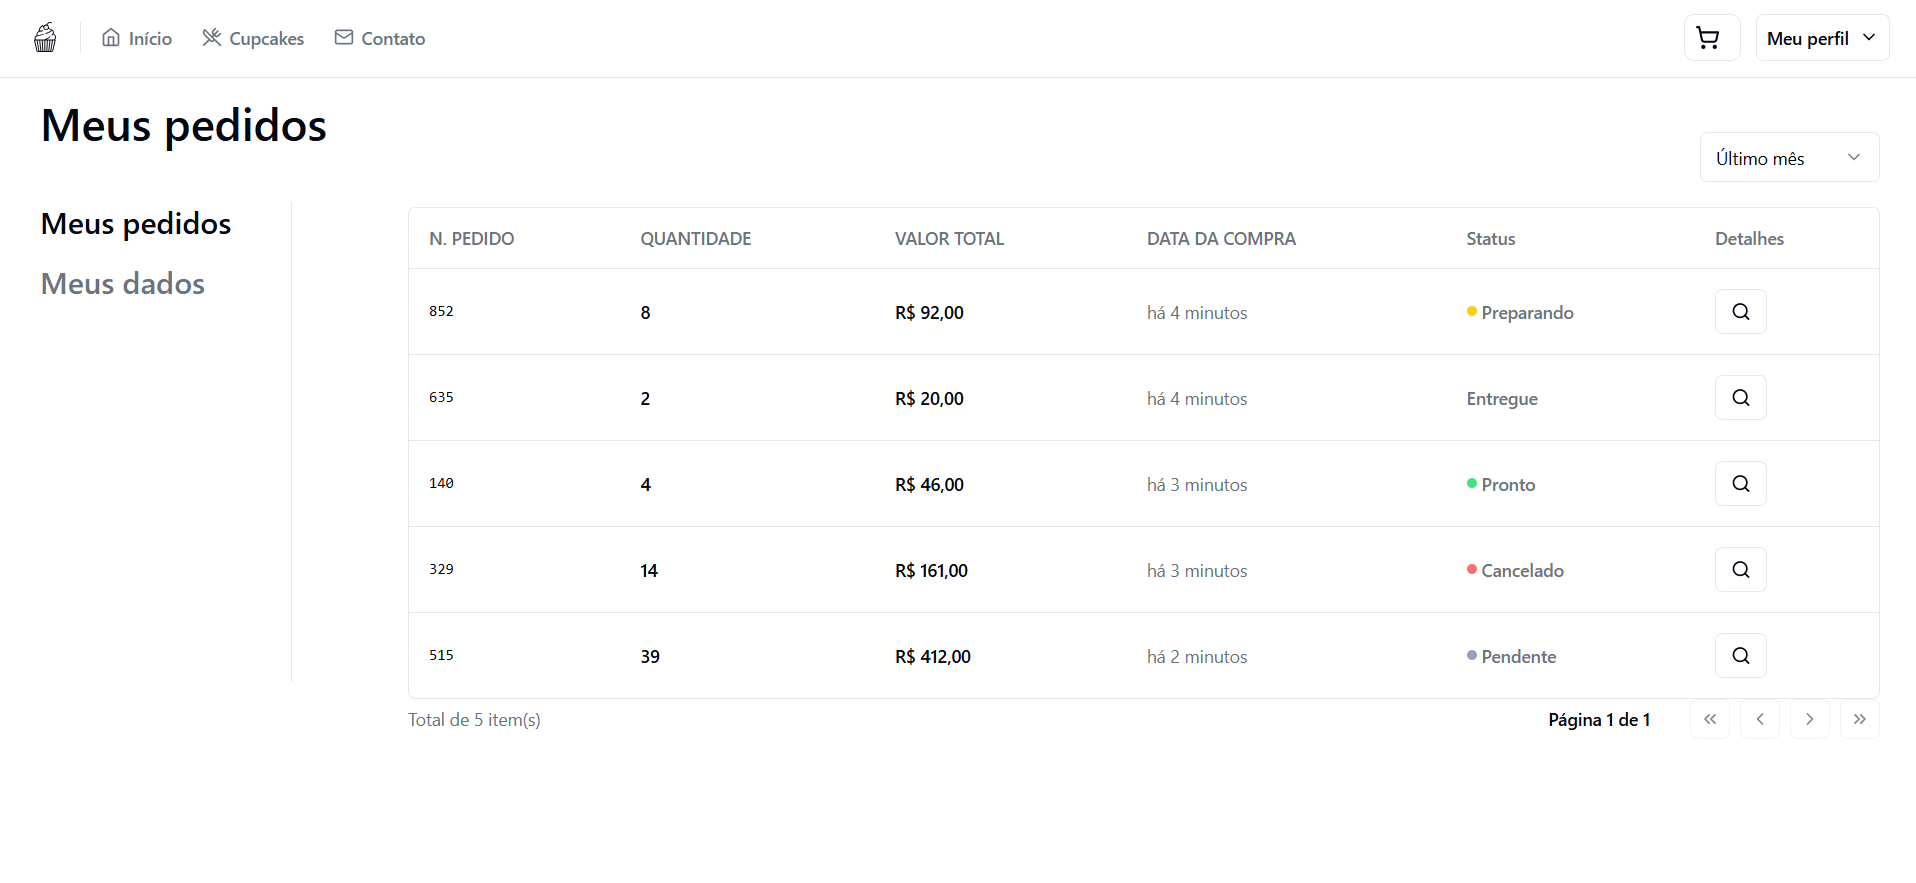 Início Cupcakes Contato Meu perfil
Meus pedidos
Último mês
Meus pedidos
Meus dados
N. PEDIDO QUANTIDADE VALOR TOTAL DATA DA COMPRA Status Detalhes
852 8 R$ 92,00 há 4 minutos Preparando
635 2 R$ 20,00 há 4 minutos Entregue
140 4 R$ 46,00 há 3 minutos Pronto
329 14 R$ 161,00 há 3 minutos Cancelado
515 39 R$ 412,00 há 2 minutos Pendente
Total de 5 item(s) Página 1 de 1